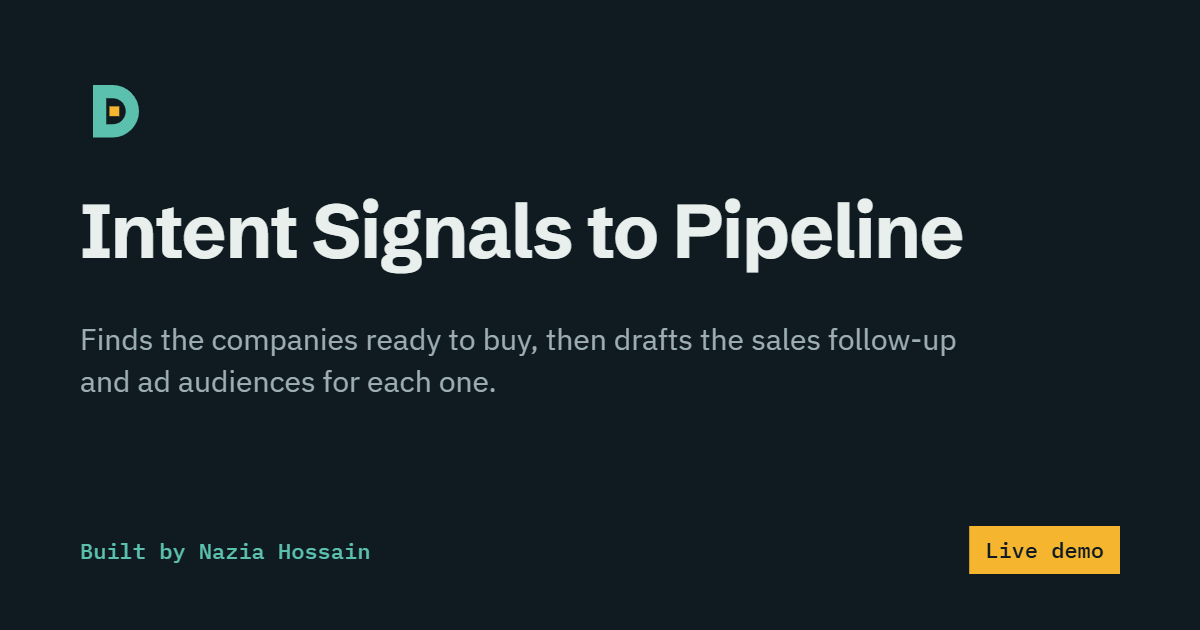 D
Intent Signals to Pipeline
Finds the companies ready to buy, then drafts the sales follow-up
and ad audiences for each one.
Built by Nazia Hossain
Live demo